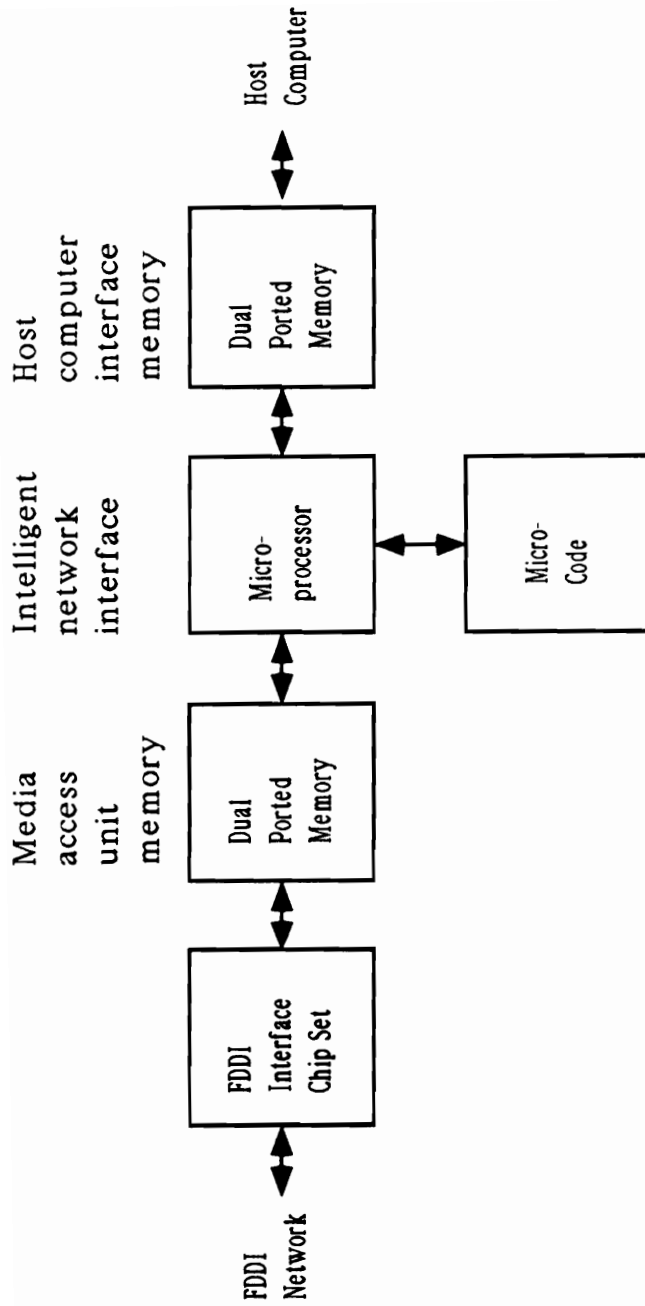 Media
access
unit
memory
Intelligent
network
interface
Host
computer
interface
memory
FDDI
Network
FDDI
Interface
Chip Set
Dual
Ported
Memory
Micro-
processor
Dual
Ported
Memory
Host
Computer
Micro-
Code